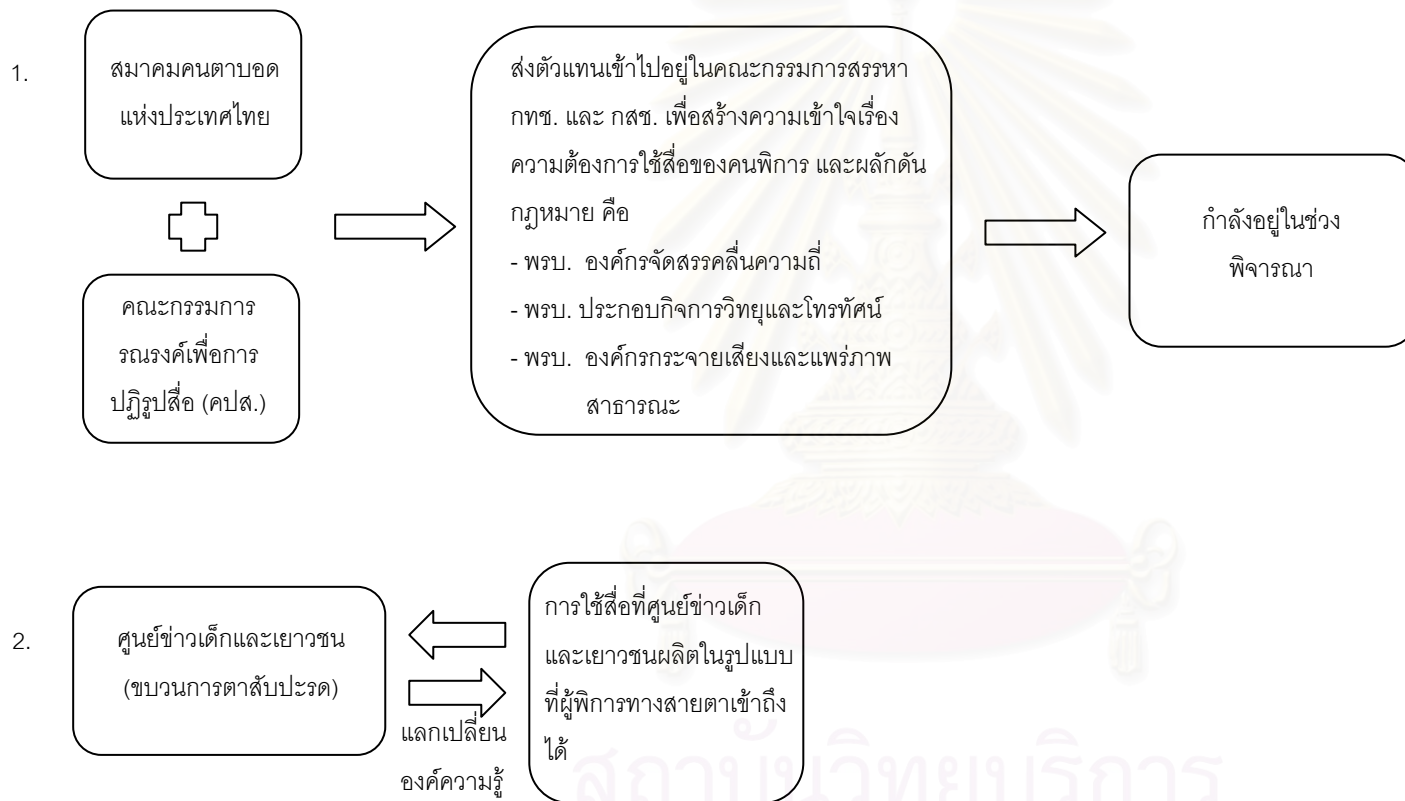 1.
สมาคมคนตาบอด
แห่งประเทศไทย
คณะกรรมการ
รณรงค์เพื่อการ
ปฏิรูปสื่อ (คปส.)
ส่งตัวแทนเข้าไปอยู่ในคณะกรรมการสรรหา
กทช. และ กสช. เพื่อสร้างความเข้าใจเรื่อง
ความต้องการใช้สื่อของคนพิการ และผลักดัน
กฎหมาย คือ
- พรบ. องค์กรจัดสรรคลื่นความถี่
- พรบ. ประกอบกิจการวิทยุและโทรทัศน์
- พรบ. องค์กรกระจายเสียงและแพร่ภาพ
สาธารณะ
กำลังอยู่ในช่วง
พิจารณา
2.
ศูนย์ข่าวเด็กและเยาวชน
(ขบวนการตาสับปะรด)
แลกเปลี่ยน
องค์ความรู้
การใช้สื่อที่ศูนย์ข่าวเด็ก
และเยาวชนผลิตในรูปแบบ
ที่ผู้พิการทางสายตาเข้าถึง
ได้
สถาบันวิทยบริการ